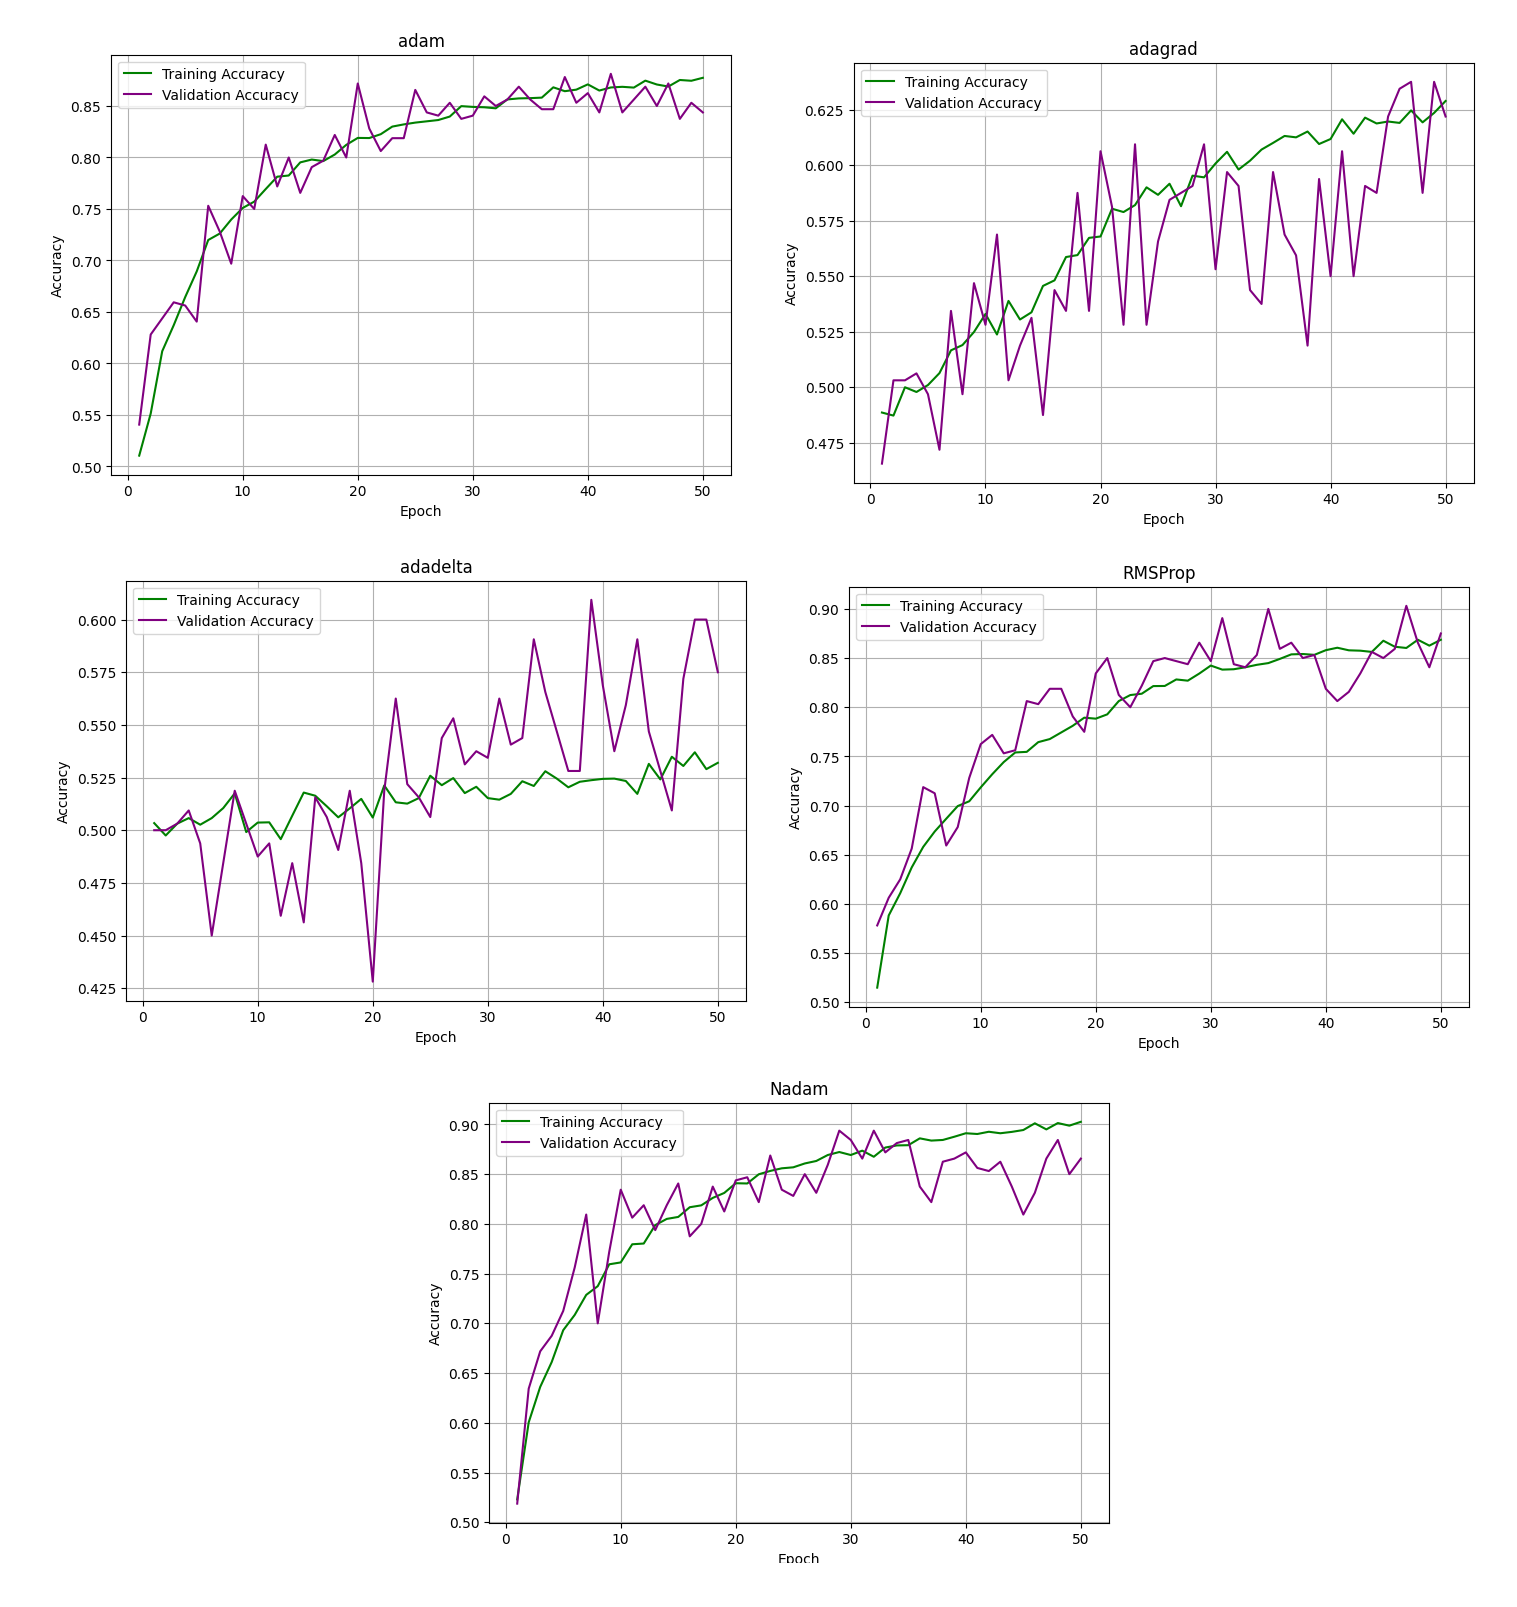 adam
Training Accuracy
Validation Accuracy
Accuracy
0.85
0.80
0.75
0.70
0.65
0.60
0.55
0.50
0 10 20 30 40 50
Epoch
adagrad
Training Accuracy
Validation Accuracy
Accuracy
0.625
0.600
0.575
0.550
0.525
0.500
0.475
0 10 20 30 40 50
Epoch
adadelta
Training Accuracy
Validation Accuracy
Accuracy
0.600
0.575
0.550
0.525
0.500
0.475
0.450
0.425
0 10 20 30 40 50
Epoch
RMSProp
Training Accuracy
Validation Accuracy
Accuracy
0.90
0.85
0.80
0.75
0.70
0.65
0.60
0.55
0.50
0 10 20 30 40 50
Epoch
Nadam
Training Accuracy
Validation Accuracy
Accuracy
0.90
0.85
0.80
0.75
0.70
0.65
0.60
0.55
0.50
0 10 20 30 40 50
Epoch